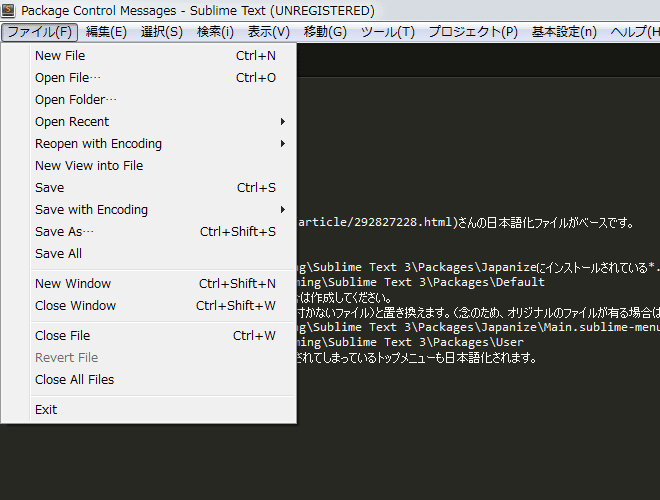 Package Control Messages - Sublime Text (UNREGISTERED)
ファイル(F) 編集(E) 選択(S) 検索(i) 表示(V) 移動(G) ツール(T) プロジェクト(P) 基本設定(n) ヘルプ(H
New File Ctrl+N
Open File… Ctrl+O
Open Folder…
Open Recent
Reopen with Encoding
New View into File
Save Ctrl+S
Save with Encoding
article/292827228.html)さんの日本語化ファイルがベースです。
Save As… Ctrl+Shift+S
Save All
ng\Sublime Text 3\Packages\Japanizeにインストールされている*.
New Window Ctrl+Shift+N
ming\Sublime Text 3\Packages\Default
は作成してください。
Close Window Ctrl+Shift+W
付かないファイル)と置き換えます。(念のため、オリジナルのファイルが有る場合は
ng\Sublime Text 3\Packages\Japanize\Main.sublime-menu
Close File Ctrl+W
ming\Sublime Text 3\Packages\User
Revert File
されてしまっているトップメニューも日本語化されます。
Close All Files
Exit